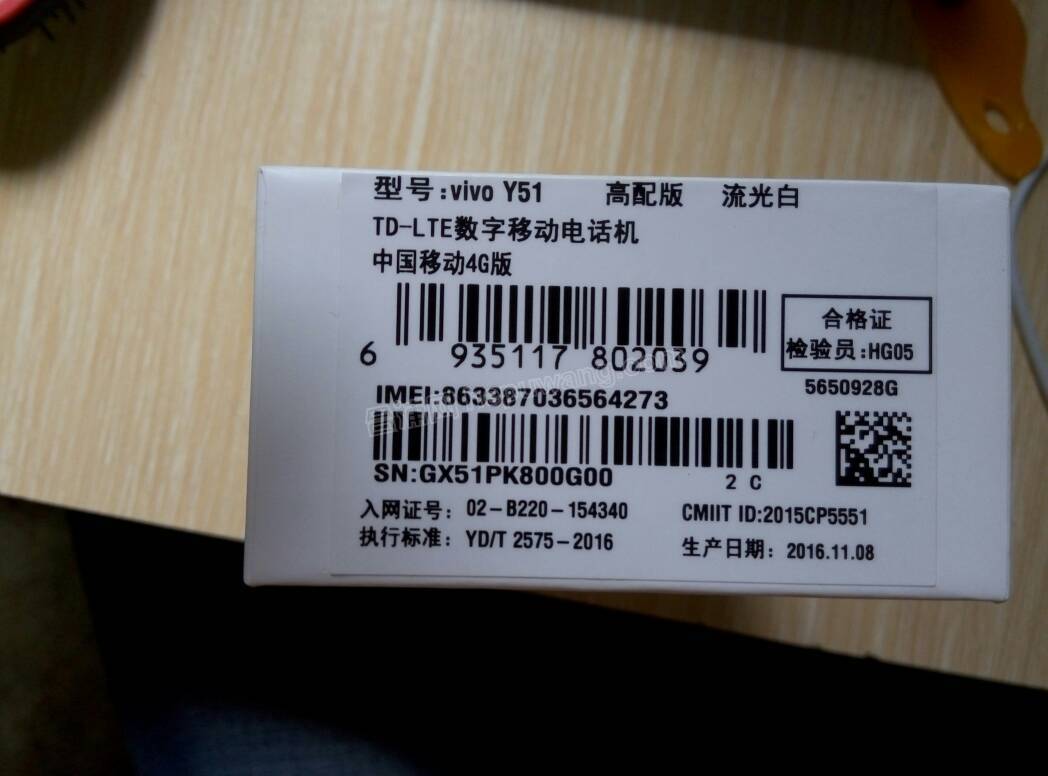 型号:vivo Y51 高配版 流光白
TD-LTE数字移动电话机
中国移动4G版
6 935117 802039
合格证
检验员:HG05
5650928G
IMEI:863387036564273
SN:GX51PK800G00
2 C
入网证号: 02-B220-154340 CMIIT ID:2015CP5551
执行标准: YD/T 2575-2016 生产日期: 2016.11.08